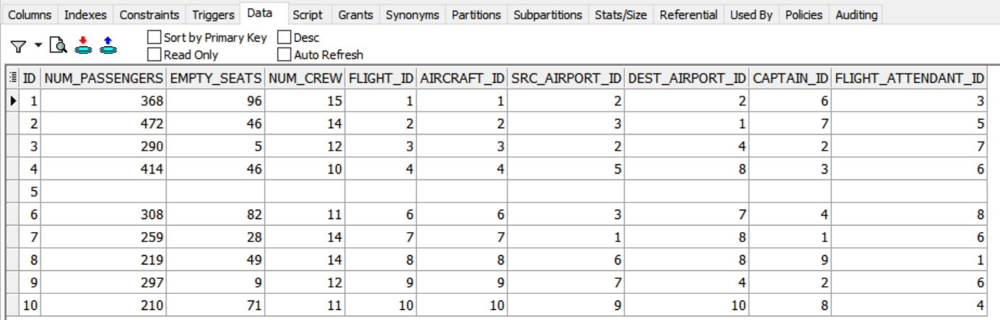 Columns Indexes Constraints Triggers Data Script Grants Synonyms Partitions Subpartitions Stats/Size Referential Used By Policies Auditing
Sort by Primary Key Desc
Read Only Auto Refresh
ID NUM_PASSENGERS EMPTY_SEATS NUM_CREW FLIGHT_ID AIRCRAFT_ID SRC_AIRPORT_ID DEST_AIRPORT_ID CAPTAIN_ID FLIGHT_ATTENDANT_ID
1 368 96 15 1 1 2 2 6 3
2 472 46 14 2 2 3 1 7 5
3 290 5 12 3 3 2 4 2 7
4 414 46 10 4 4 5 8 3 6
5
6 308 82 11 6 6 3 7 4 8
7 259 28 14 7 7 1 8 1 6
8 219 49 14 8 8 6 8 9 1
9 297 9 12 9 9 7 4 2 6
10 210 71 11 10 10 9 10 8 4